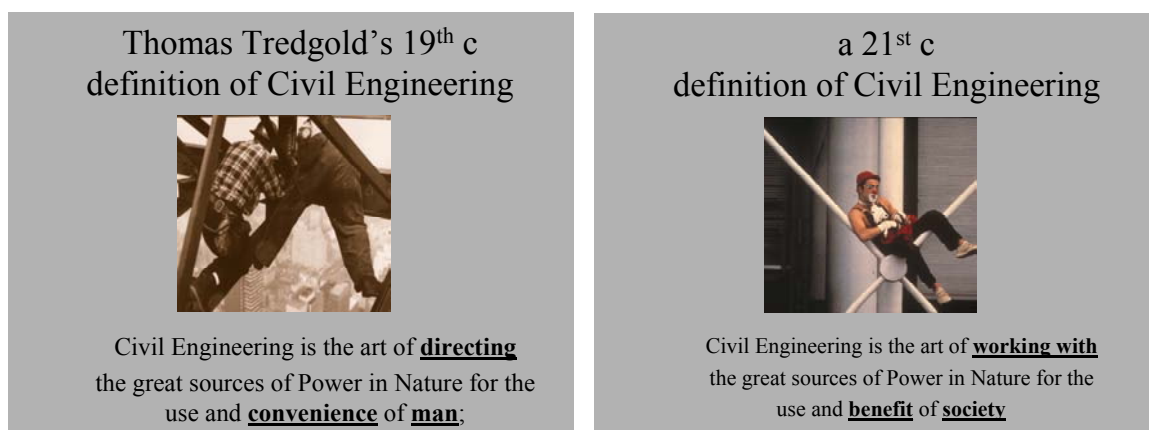 Thomas Tredgold's 19th c
definition of Civil Engineering
Civil Engineering is the art of directing
the great sources of Power in Nature for the
use and convenience of man;
a 21st c
definition of Civil Engineering
Civil Engineering is the art of working with
the great sources of Power in Nature for the
use and benefit of society